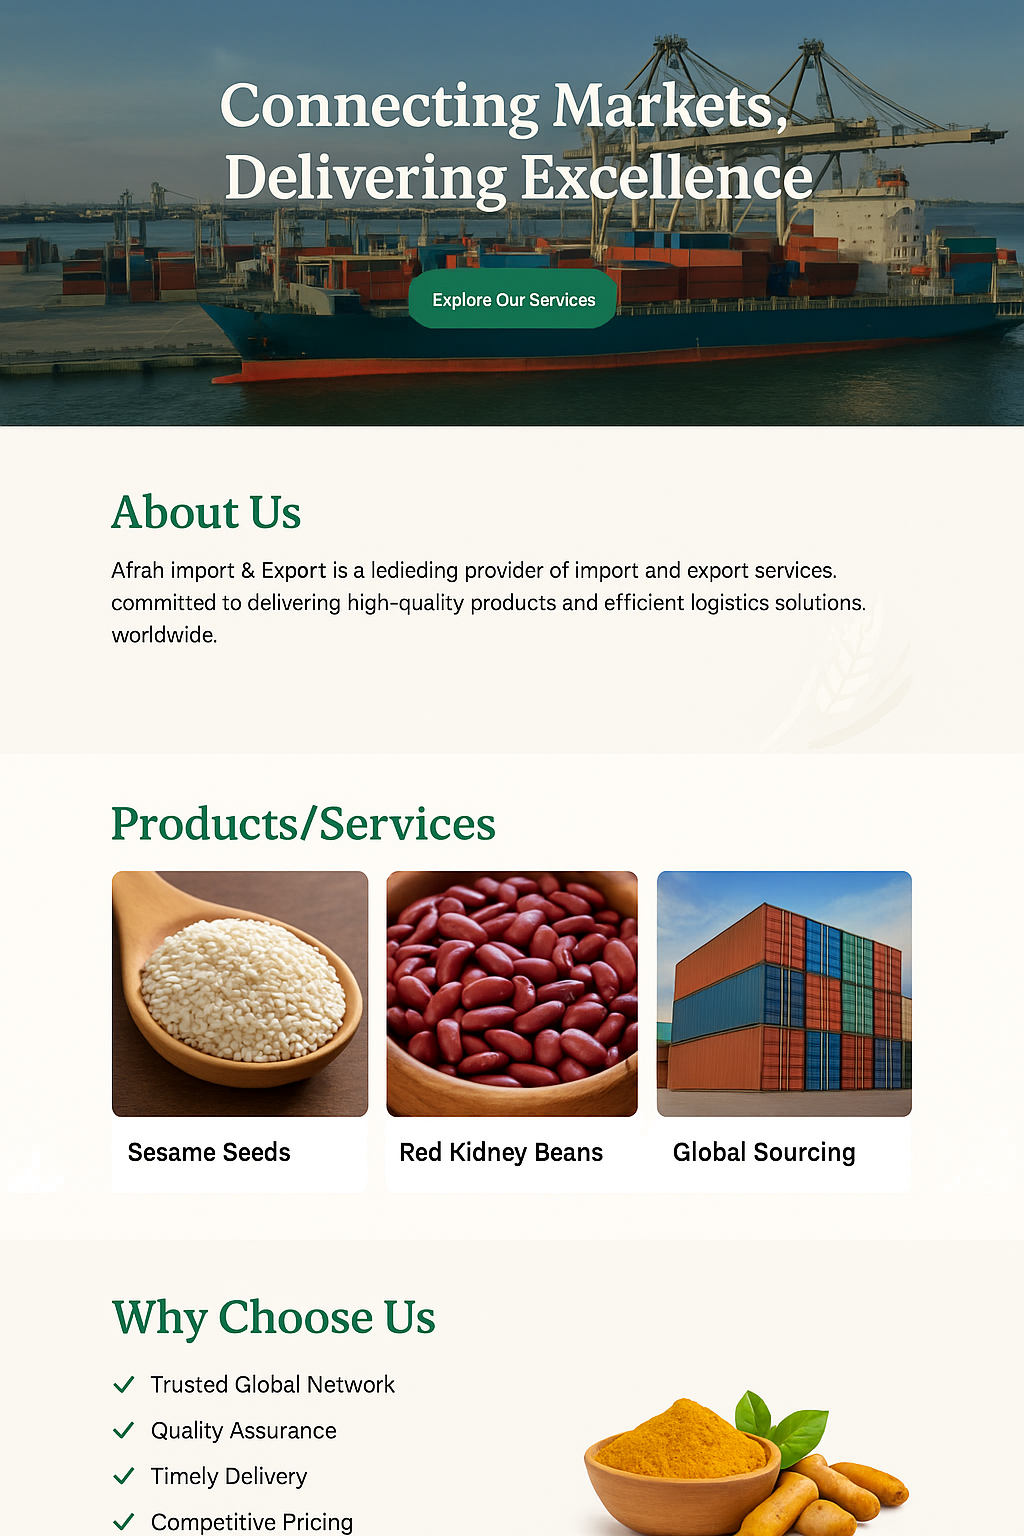 Connecting Markets,
Delivering Excellence
Explore Our Services
About Us
Afrah import & Export is a ledieding provider of import and export services.
committed to delivering high-quality products and efficient logistics solutions.
worldwide.
Products/Services
Sesame Seeds
Red Kidney Beans
Global Sourcing
Why Choose Us
Trusted Global Network
Quality Assurance
Timely Delivery
Competitive Pricing